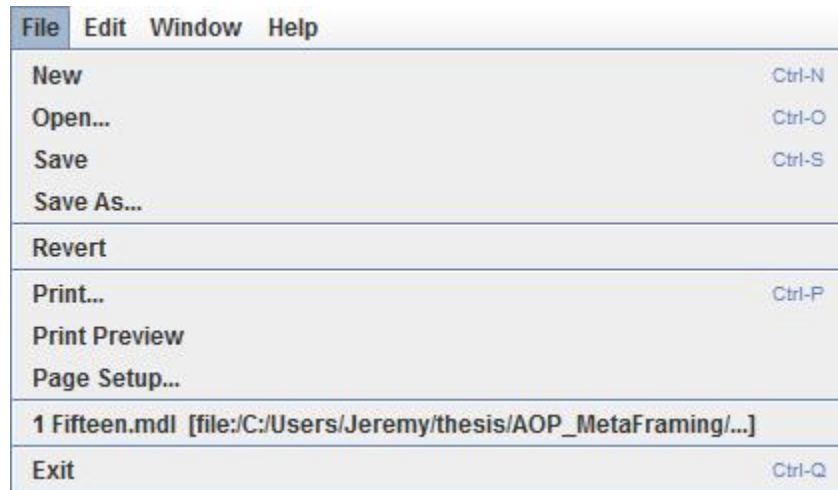 File Edit Window Help
New Ctrl-N
Open... Ctrl-O
Save Ctrl-S
Save As...
Revert
Print... Ctrl-P
Print Preview
Page Setup...
1 Fifteen.mdl [file:/C:/Users/Jeremy/thesis/AOP_MetaFraming/...]
Exit Ctrl-Q